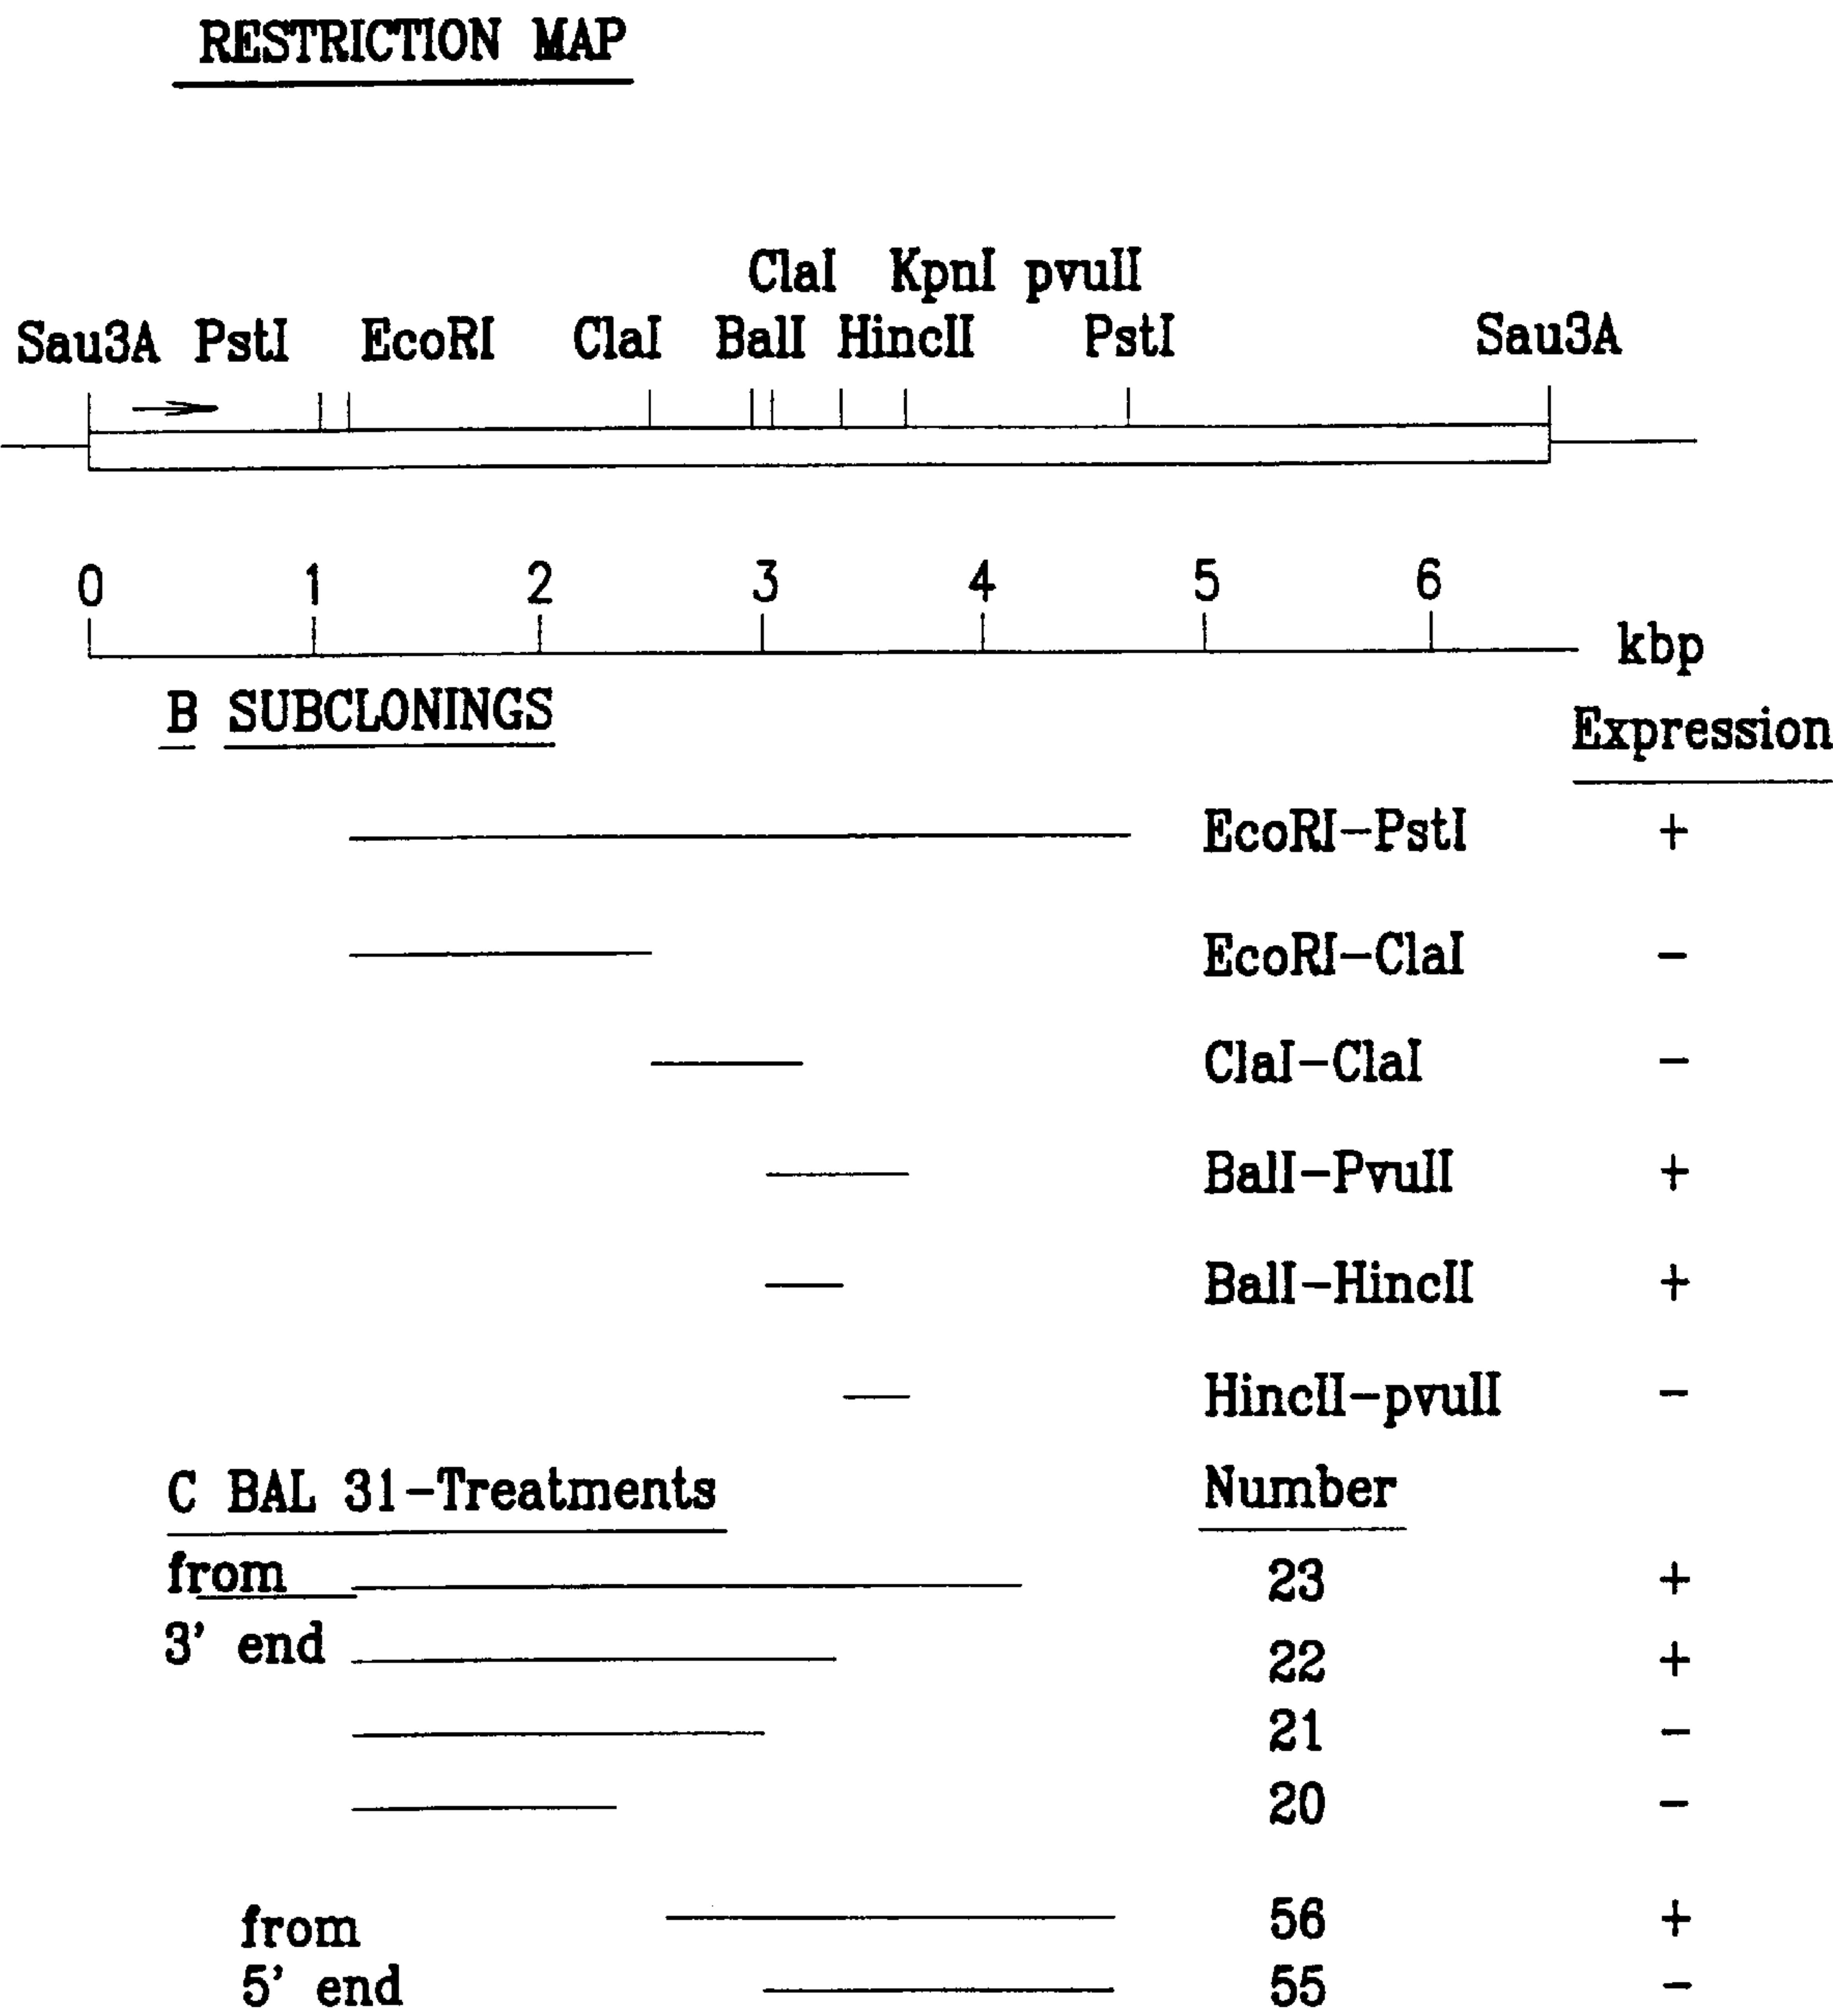 RESTRICTION MAP
ClaI KpnI pvuII
Sau3A PstI EcoRI ClaI BalI HincII PstI Sau3A
0 1 2 3 4 5 6
kbp
B SUBCLONINGS
Expression
EcoRI-PstI +
EcoRI-ClaI -
ClaI-ClaI -
BalI-PvuII +
BalI-HincII +
HincII-pvuII -
C BAL 31-Treatments Number
from 23 +
3' end 22 +
21 -
20 -
from 56 +
5' end 55 -